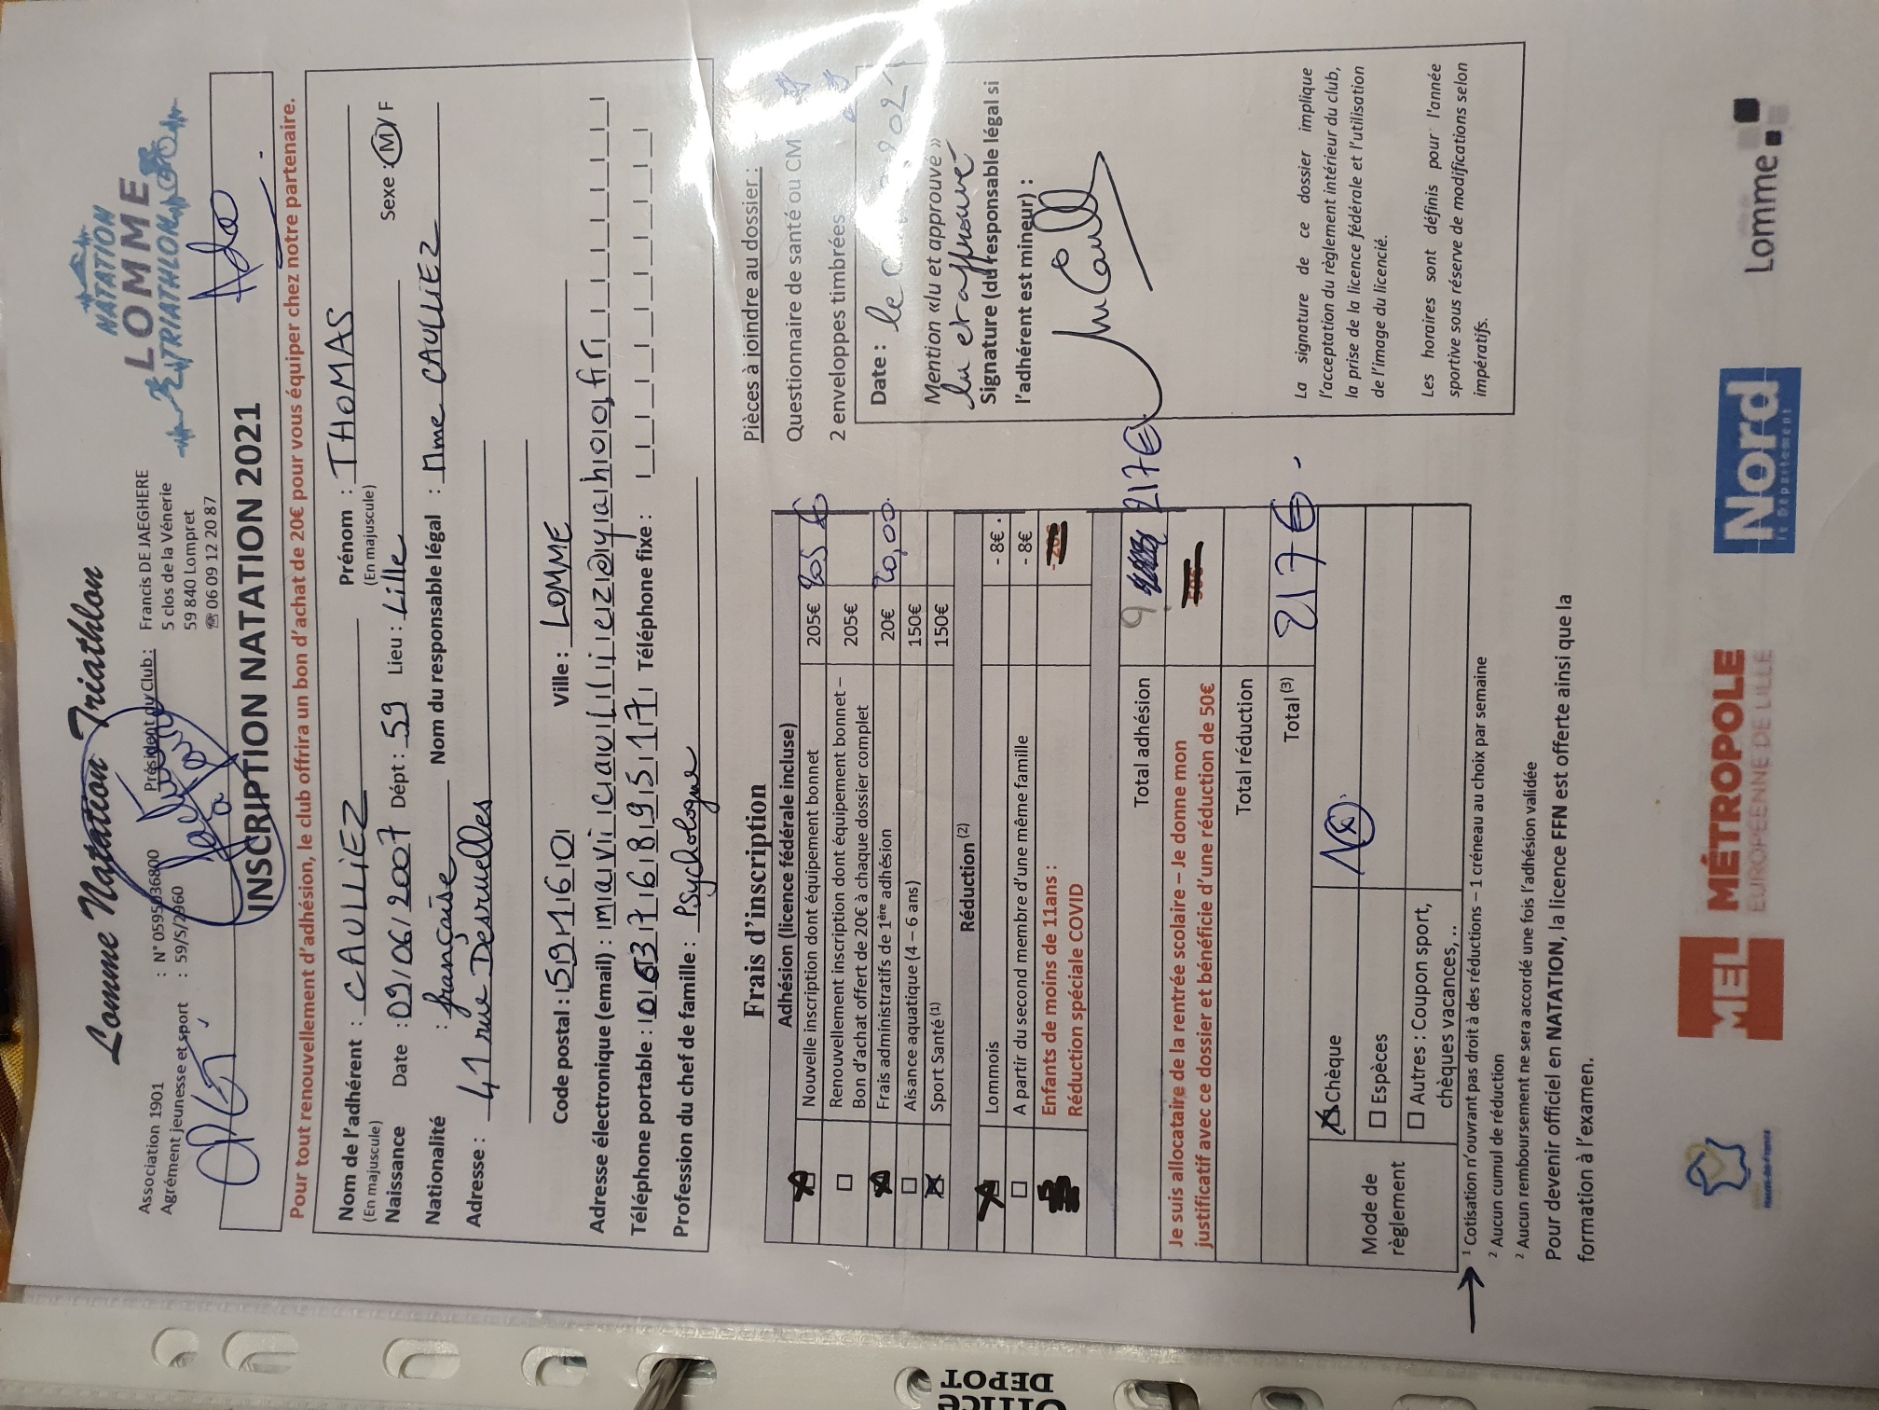 Lomme Natation Triathlon
NATATION
LOMME
TRIATHLON
Association 1901 : N° 0595036800
Agrément jeunesse et sport : 59/S/2960
Président du Club :
Francis DE JAEGHERE
5 clos de la Vénerie
59 840 Lompret
☏ 06 09 12 20 87
INSCRIPTION NATATION 2021
Ado
Pour tout renouvellement d'adhésion, le club offrira un bon d'achat de 20€ pour vous équiper chez notre partenaire.
Nom de l'adhérent : CAULLIEZ Prénom : THOMAS
(En majuscule) (En majuscule)
Naissance Date : 09/06/2007 Dépt : 59 Lieu : Lille Sexe : M/F
Nationalité : française Nom du responsable légal : Mme CAULLIEZ
Adresse : 41 rue Désruelles
Code postal : 59160 Ville : LOMME
Adresse électronique (email) : mavicaulliez@yahoo.fr
Téléphone portable : 0637689517 Téléphone fixe :
Profession du chef de famille : Psychologue
Frais d'inscription
Adhésion (licence fédérale incluse)
Nouvelle inscription dont équipement bonnet 205€ 205 €
Renouvellement inscription dont équipement bonnet – 205€
Bon d'achat offert de 20€ à chaque dossier complet
Frais administratifs de 1ère adhésion 20€ 20,00
Aisance aquatique (4 – 6 ans) 150€
Sport Santé (1) 150€
Réduction (2)
Lommois - 8€
A partir du second membre d'une même famille - 8€
Enfants de moins de 11ans :
Réduction spéciale COVID
Total adhésion 217€
Je suis allocataire de la rentrée scolaire – Je donne mon
justificatif avec ce dossier et bénéficie d'une réduction de 50€
Total réduction
Total (3) 217€
Mode de règlement
Chèque
Espèces
Autres : Coupon sport,
chèques vacances, ..
Pièces à joindre au dossier :
Questionnaire de santé ou CM
2 enveloppes timbrées
Date : le
Mention «lu et approuvé »
lu et approuvé
Signature (du responsable légal si
l'adhérent est mineur) :
La signature de ce dossier implique
l'acceptation du règlement intérieur du club,
la prise de la licence fédérale et l'utilisation
de l'image du licencié.
Les horaires sont définis pour l'année
sportive sous réserve de modifications selon
impératifs.
1 Cotisation n'ouvrant pas droit à des réductions – 1 créneau au choix par semaine
2 Aucun cumul de réduction
2 Aucun remboursement ne sera accordé une fois l'adhésion validée
Pour devenir officiel en NATATION, la licence FFN est offerte ainsi que la
formation à l'examen.
MEL MÉTROPOLE
EUROPÉENNE DE LILLE
Nord
le Département
Lomme
Office
DEPOT